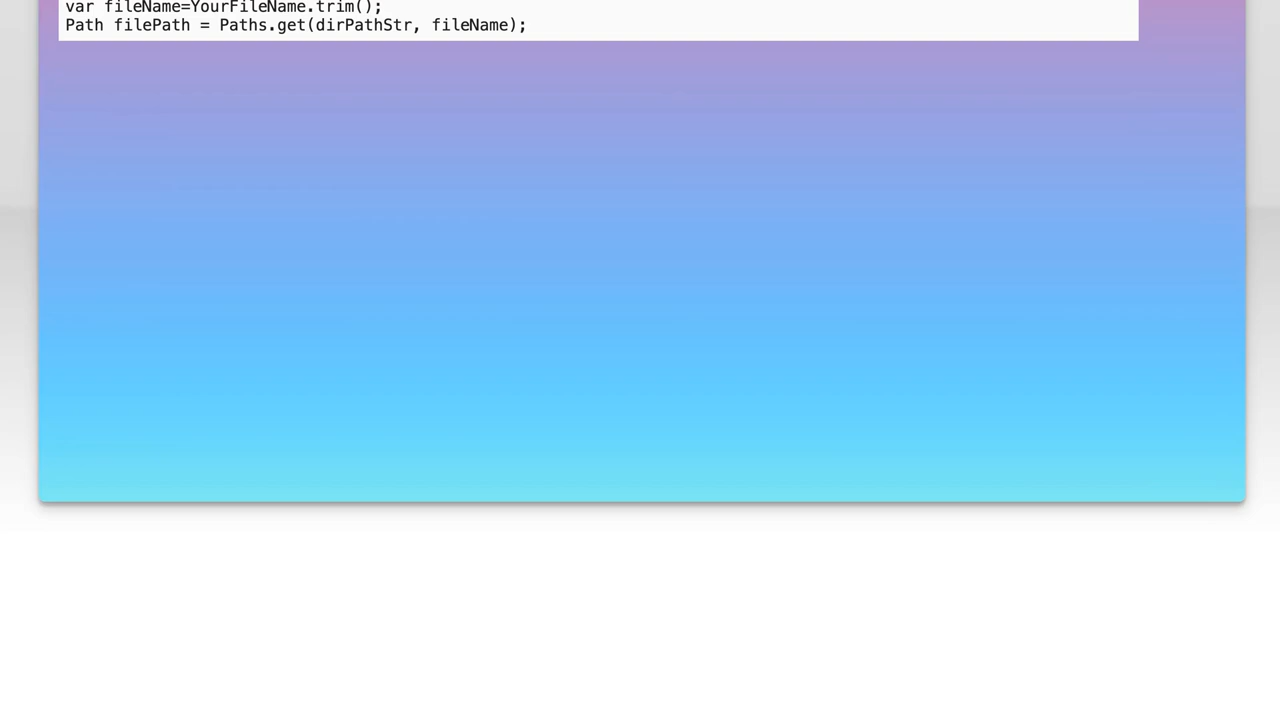 var fileName=YourFileName.trim();
Path filePath = Paths.get(dirPathStr, fileName);